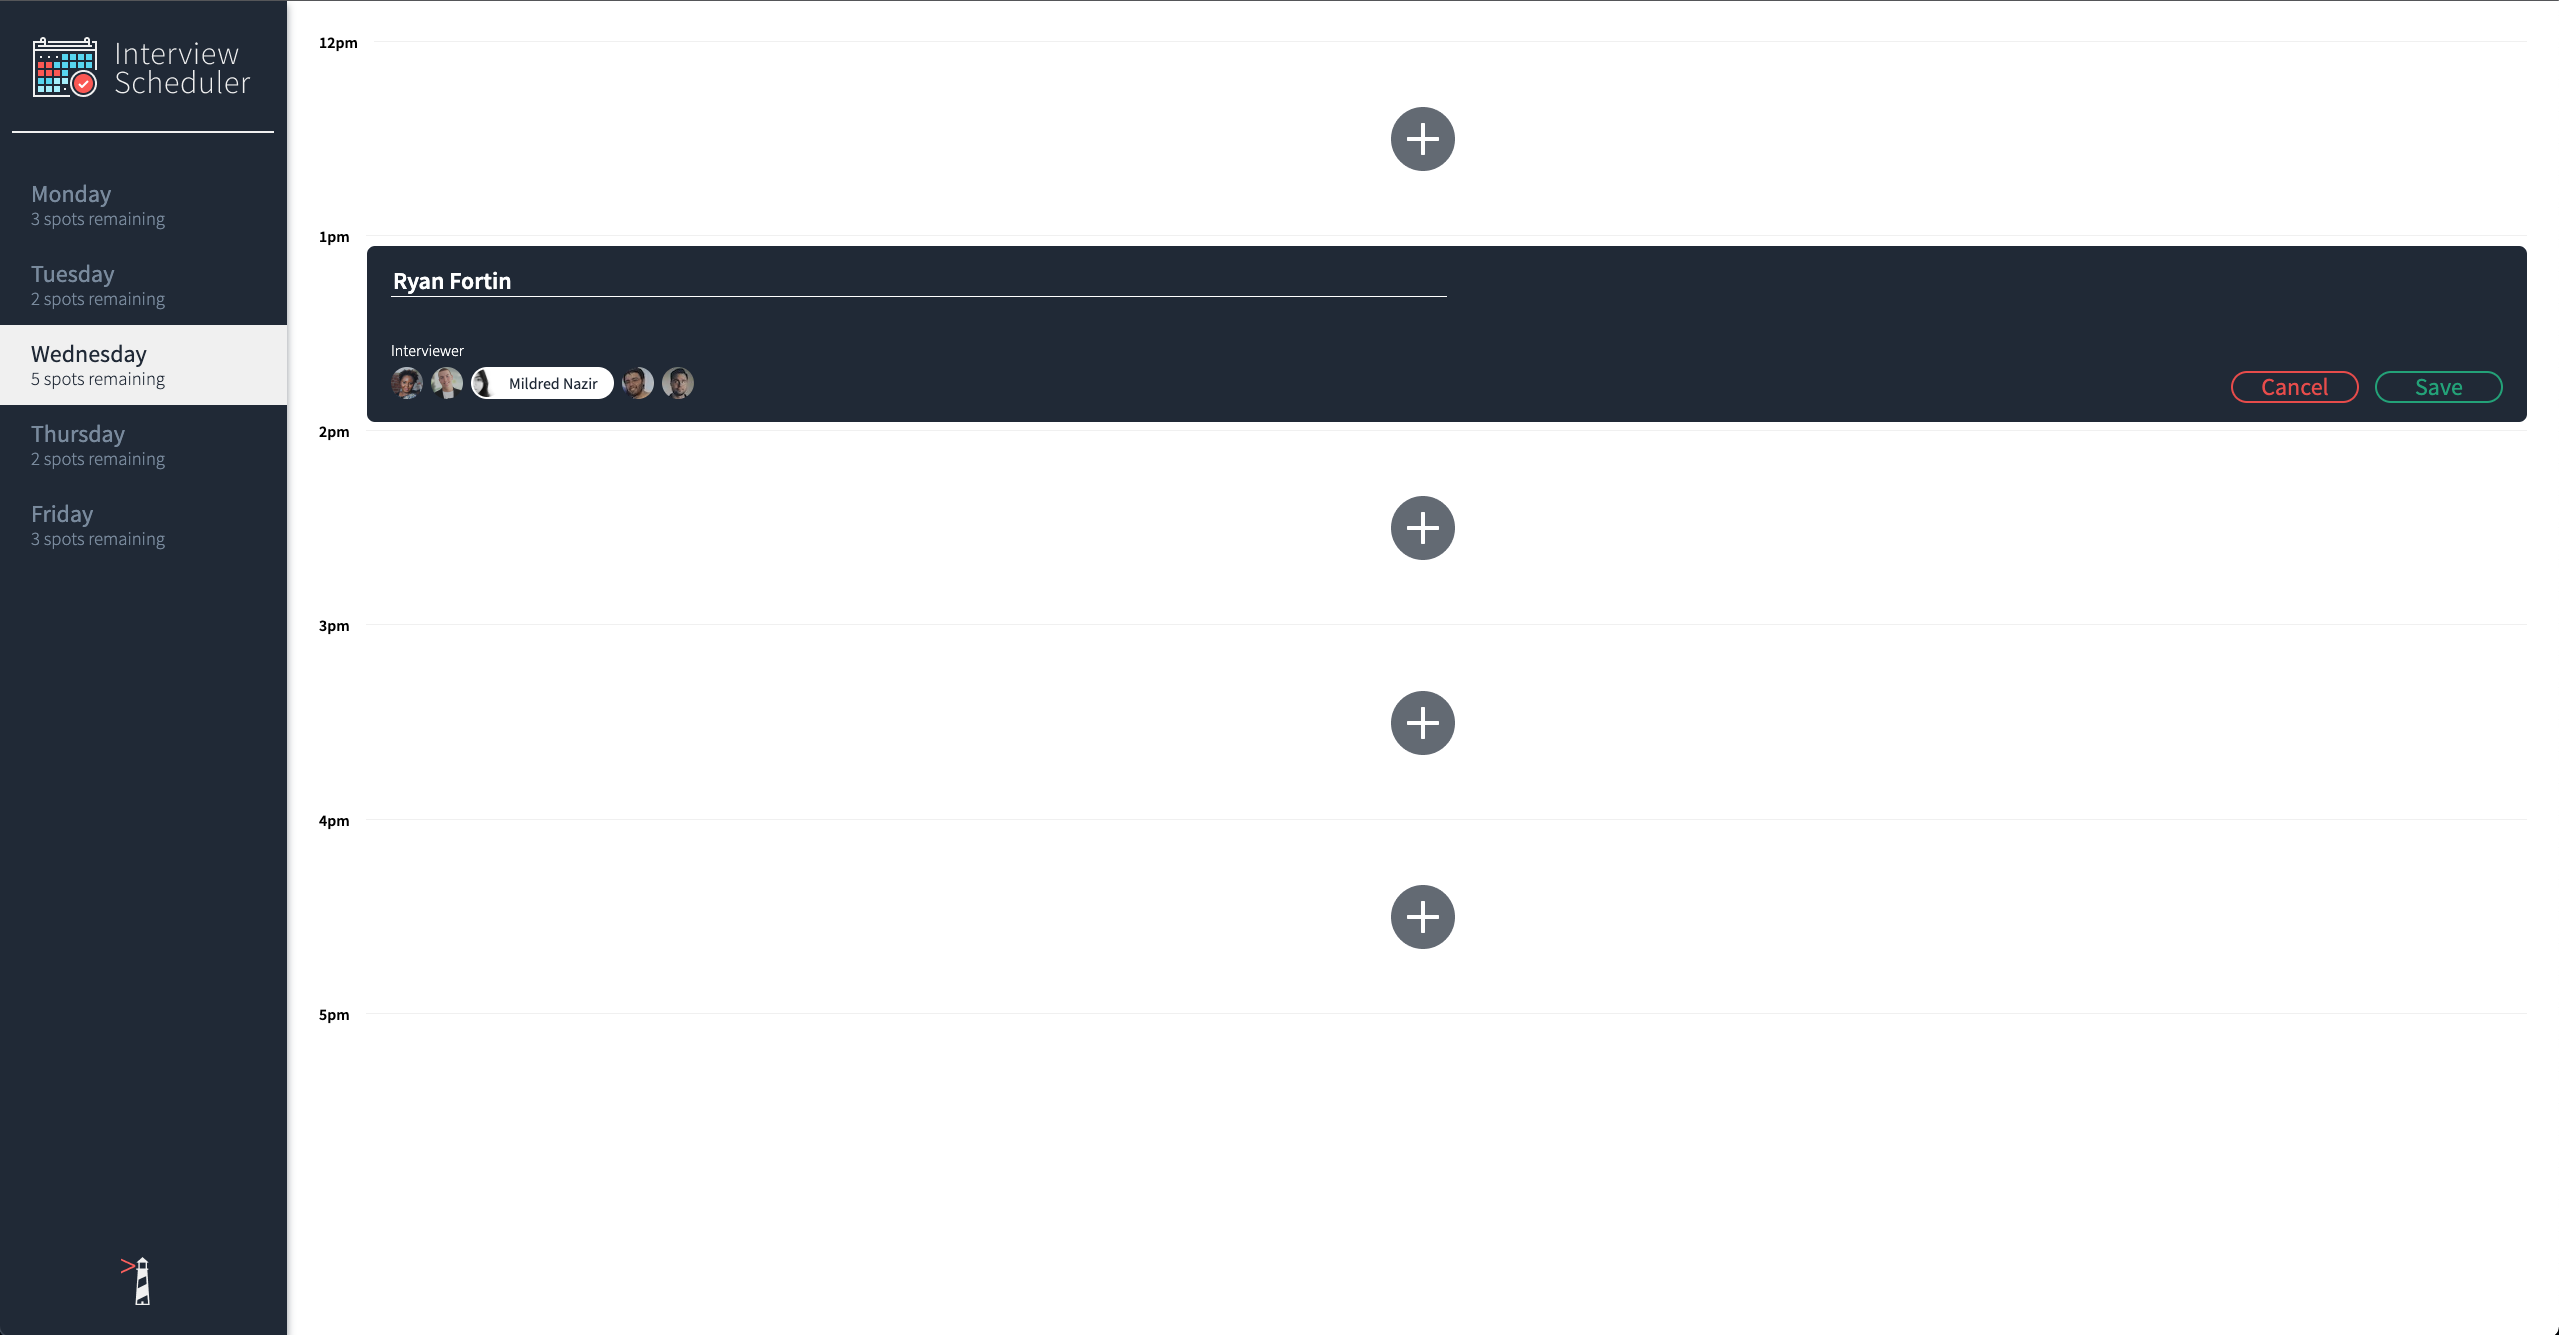 Interview
Scheduler
Monday
3 spots remaining
Tuesday
2 spots remaining
Wednesday
5 spots remaining
Thursday
2 spots remaining
Friday
3 spots remaining
12pm
1pm
Ryan Fortin
Interviewer
Mildred Nazir
Cancel Save
2pm
3pm
4pm
5pm